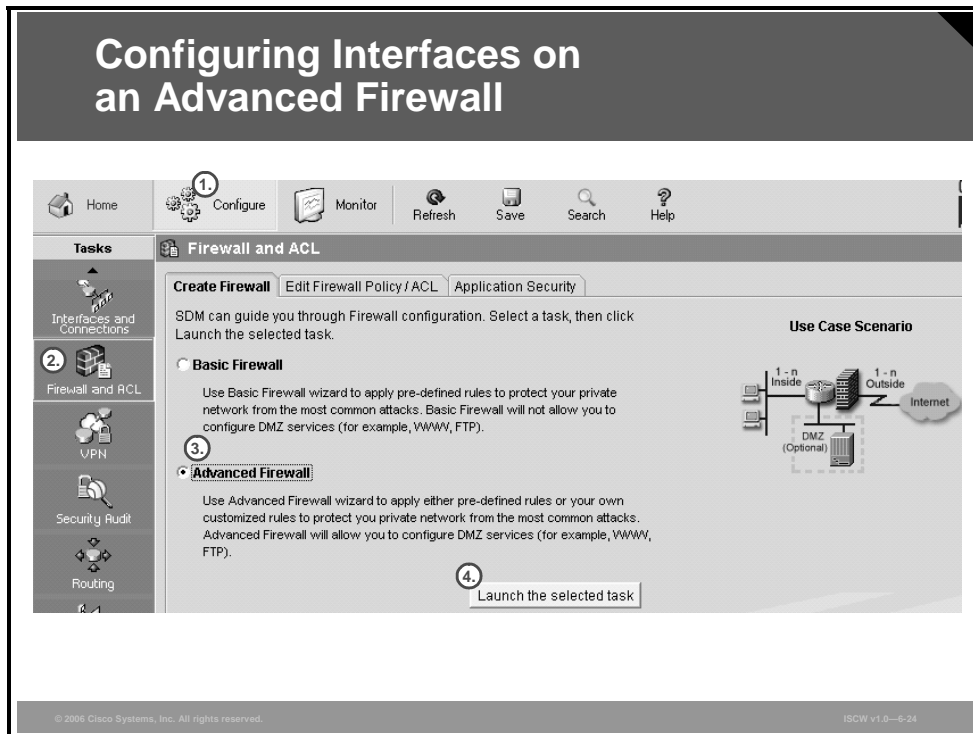 Configuring Interfaces on
an Advanced Firewall
1.
Home
Configure
Monitor
Refresh
Save
Search
Help
Tasks
Firewall and ACL
Interfaces and
Connections
2.
Firewall and ACL
VPN
Security Audit
Routing
Create Firewall
Edit Firewall Policy / ACL
Application Security
SDM can guide you through Firewall configuration. Select a task, then click
Launch the selected task.
Basic Firewall
Use Basic Firewall wizard to apply pre-defined rules to protect your private
network from the most common attacks. Basic Firewall will not allow you to
configure DMZ services (for example, WWW, FTP).
3.
Advanced Firewall
Use Advanced Firewall wizard to apply either pre-defined rules or your own
customized rules to protect you private network from the most common attacks.
Advanced Firewall will allow you to configure DMZ services (for example, WWW,
FTP).
4.
Launch the selected task
Use Case Scenario
1 - n
Inside
1 - n
Outside
Internet
DMZ
(Optional)
© 2006 Cisco Systems, Inc. All rights reserved.
ISCW v1.0—6-24